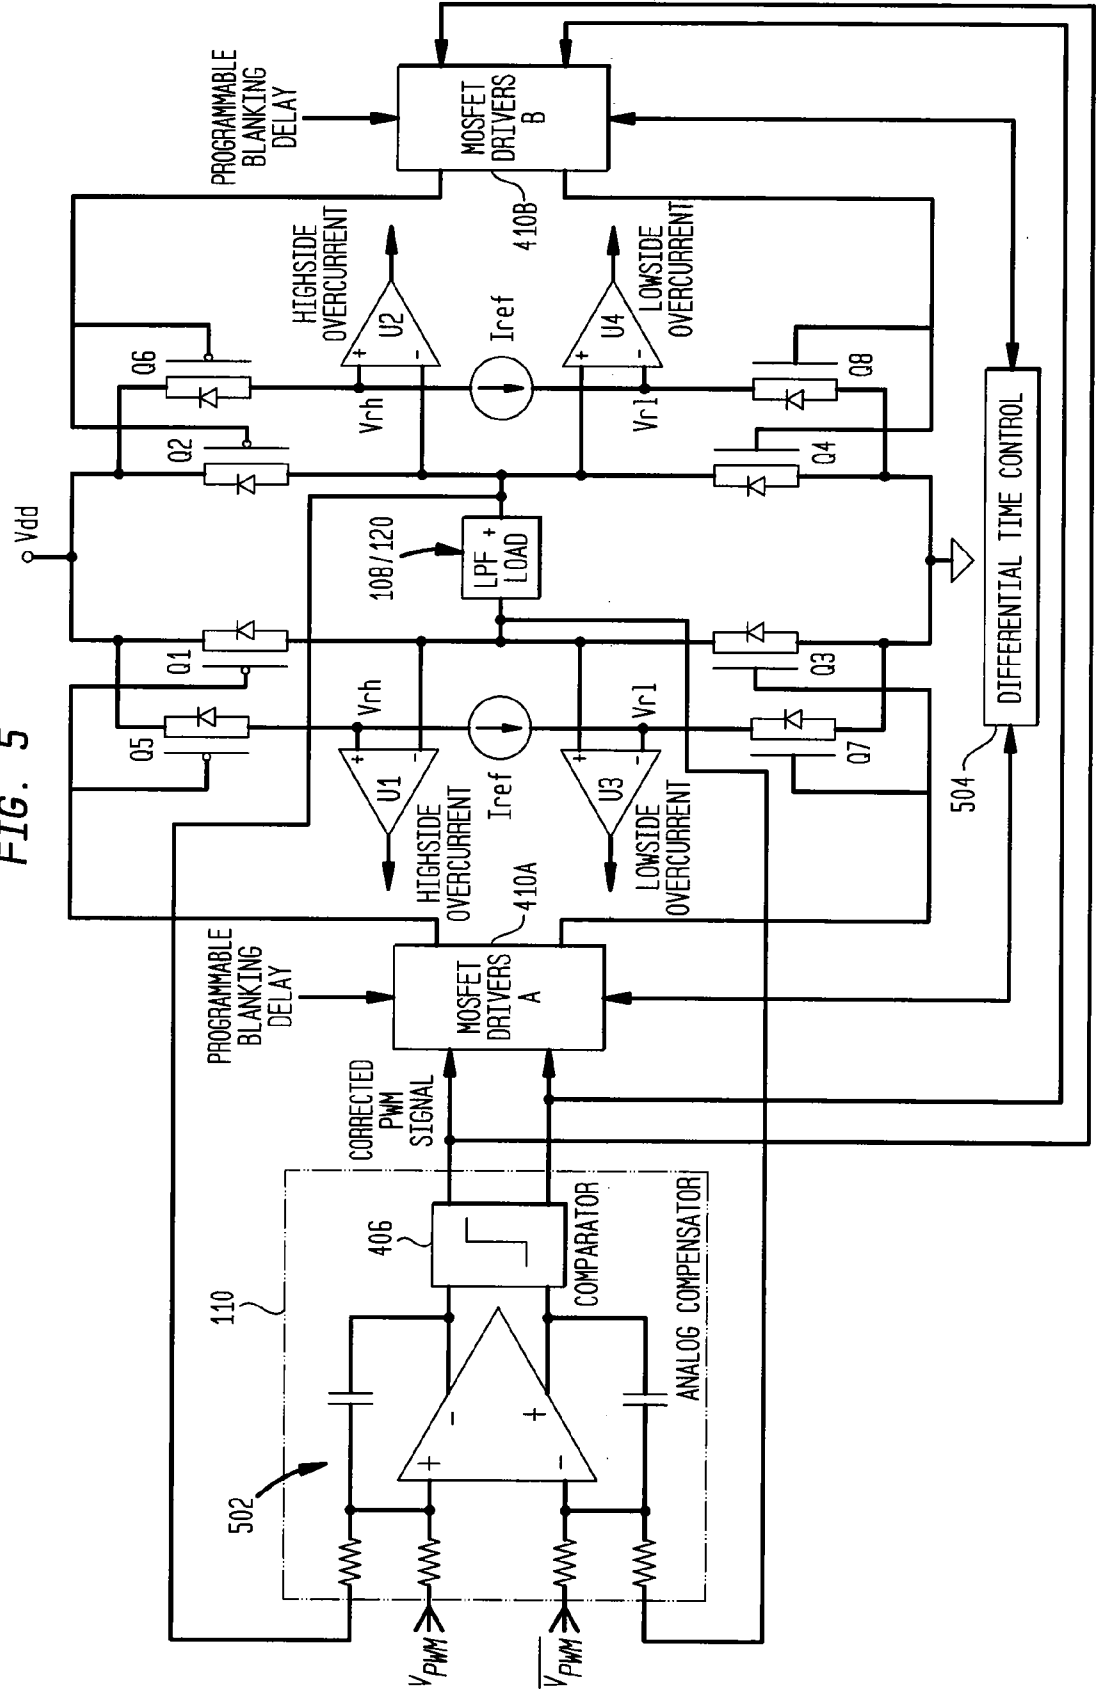 FIG. 5
Vdd
PROGRAMMABLE
BLANKING
DELAY
PROGRAMMABLE
BLANKING
DELAY
Q5
Q1
Q2
Q6
HIGHSIDE
OVERCURRENT
HIGHSIDE
OVERCURRENT
U1
Vrh
Vrh
U2
108/120
LPF +
LOAD
Iref
Iref
MOSFET
DRIVERS
A
410A
MOSFET
DRIVERS
B
410B
LOWSIDE
OVERCURRENT
LOWSIDE
OVERCURRENT
U3
Vrl
Vrl
U4
Q7
Q3
Q4
Q8
504
DIFFERENTIAL TIME CONTROL
110
502
406
CORRECTED
PWM
SIGNAL
COMPARATOR
ANALOG COMPENSATOR
VPWM
V̅P̅W̅M̅
+
-
-
+
+
-
+
-
+
-
+
-